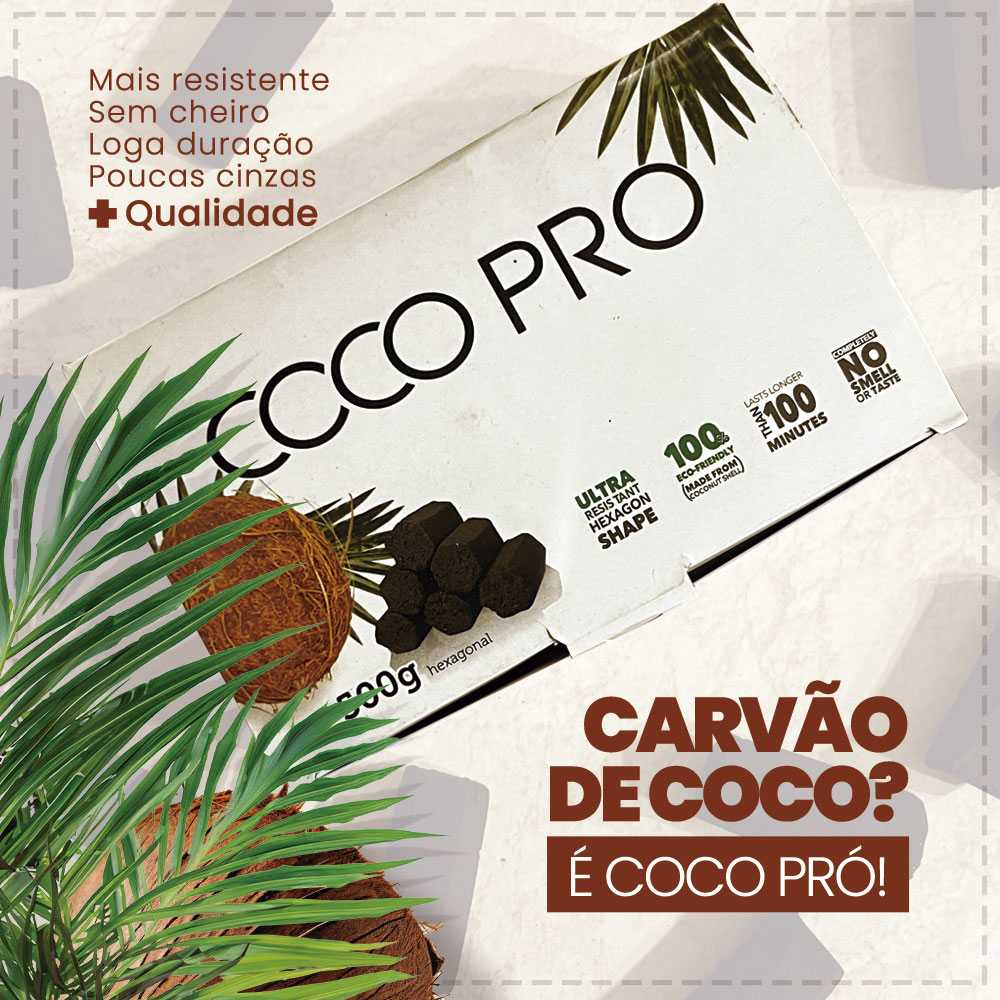 Mais resistente
Sem cheiro
Loga duração
Poucas cinzas
+ Qualidade
COCO PRO
COMPLETELY
NO
SMELL
OR TASTE
LASTS LONGER
THAN 100
MINUTES
100%
ECO-FRIENDLY
(MADE FROM
COCONUT SHELL)
ULTRA
RESISTANT
HEXAGON
SHAPE
500g hexagonal
CARVÃO
DE COCO?
É COCO PRÓ!